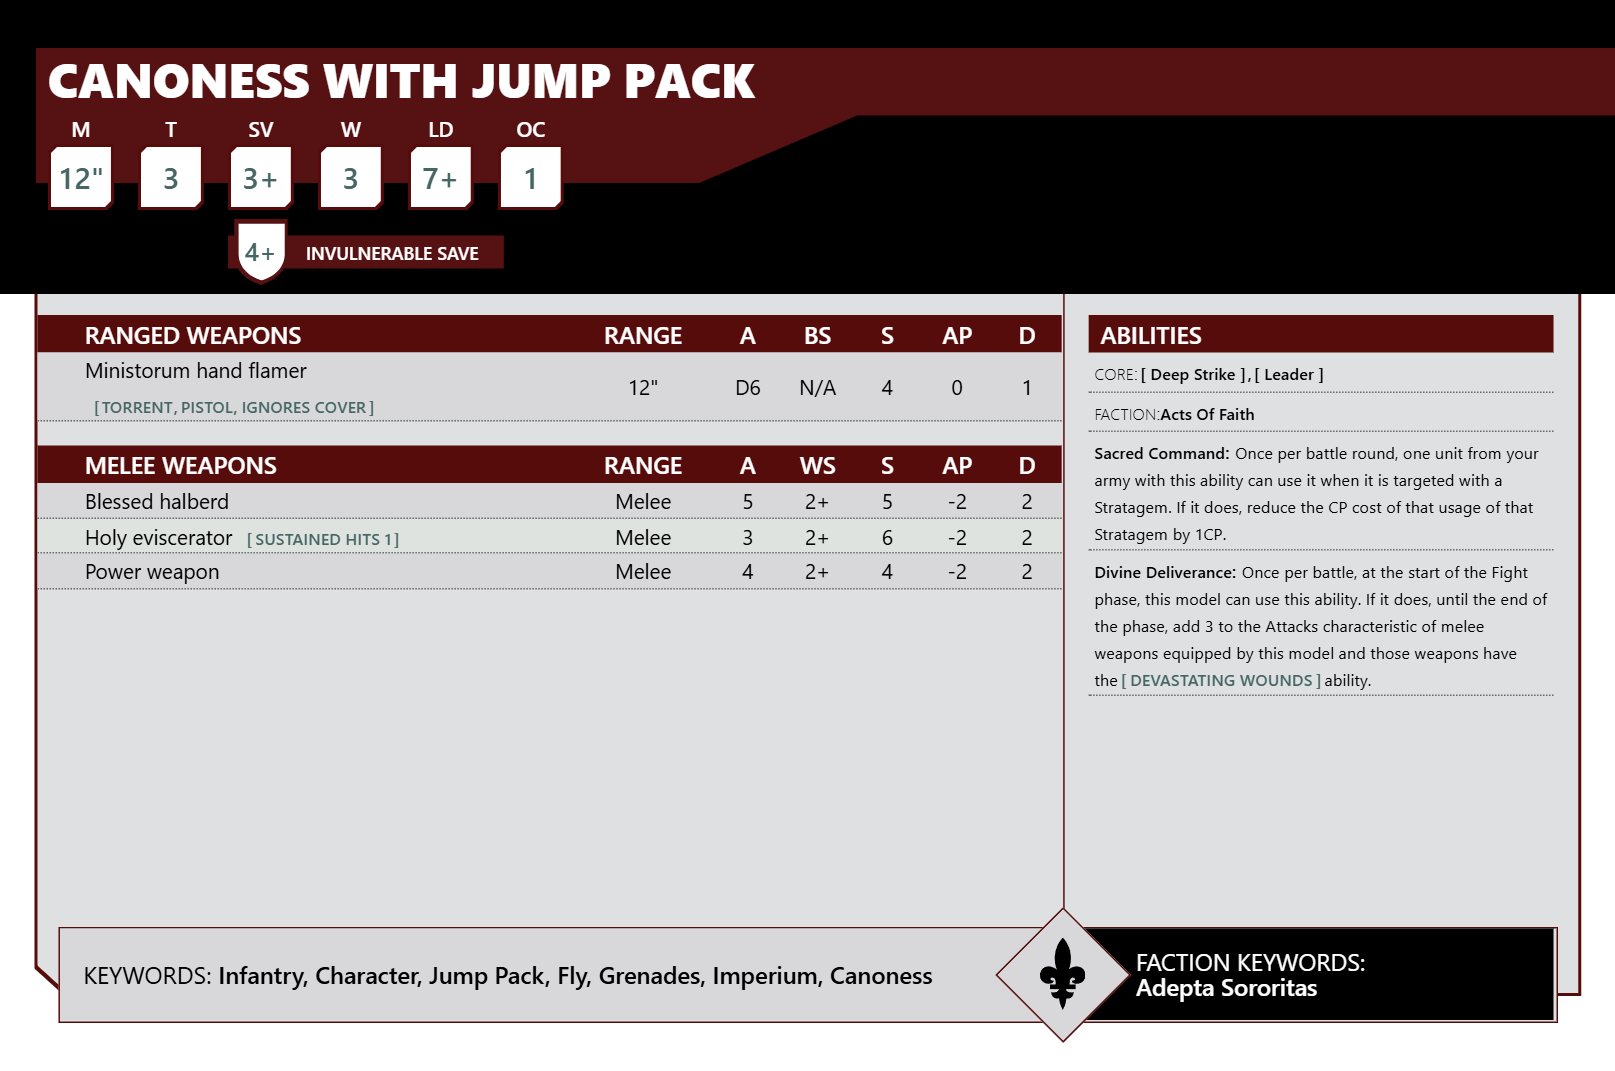 CANONESS WITH JUMP PACK
M T SV W LD OC
12" 3 3+ 3 7+ 1
4+ INVULNERABLE SAVE
RANGED WEAPONS RANGE A BS S AP D
Ministorum hand flamer 12" D6 N/A 4 0 1
[ TORRENT, PISTOL, IGNORES COVER ]
MELEE WEAPONS RANGE A WS S AP D
Blessed halberd Melee 5 2+ 5 -2 2
Holy eviscerator [ SUSTAINED HITS 1 ] Melee 3 2+ 6 -2 2
Power weapon Melee 4 2+ 4 -2 2
ABILITIES
CORE: [ Deep Strike ] , [ Leader ]
FACTION:Acts Of Faith
Sacred Command: Once per battle round, one unit from your
army with this ability can use it when it is targeted with a
Stratagem. If it does, reduce the CP cost of that usage of that
Stratagem by 1CP.
Divine Deliverance: Once per battle, at the start of the Fight
phase, this model can use this ability. If it does, until the end of
the phase, add 3 to the Attacks characteristic of melee
weapons equipped by this model and those weapons have
the [ DEVASTATING WOUNDS ] ability.
KEYWORDS: Infantry, Character, Jump Pack, Fly, Grenades, Imperium, Canoness
FACTION KEYWORDS:
Adepta Sororitas